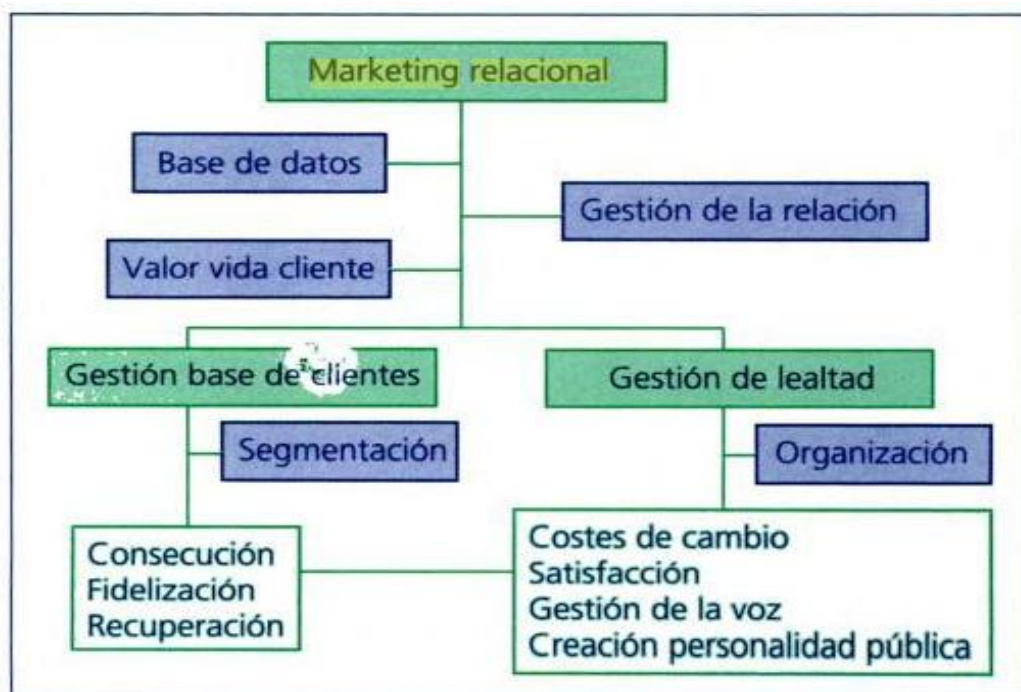 Marketing relacional
Base de datos
Gestión de la relación
Valor vida cliente
Gestión base de clientes
Gestión de lealtad
Segmentación
Organización
Consecución
Fidelización
Recuperación
Costes de cambio
Satisfacción
Gestión de la voz
Creación personalidad pública